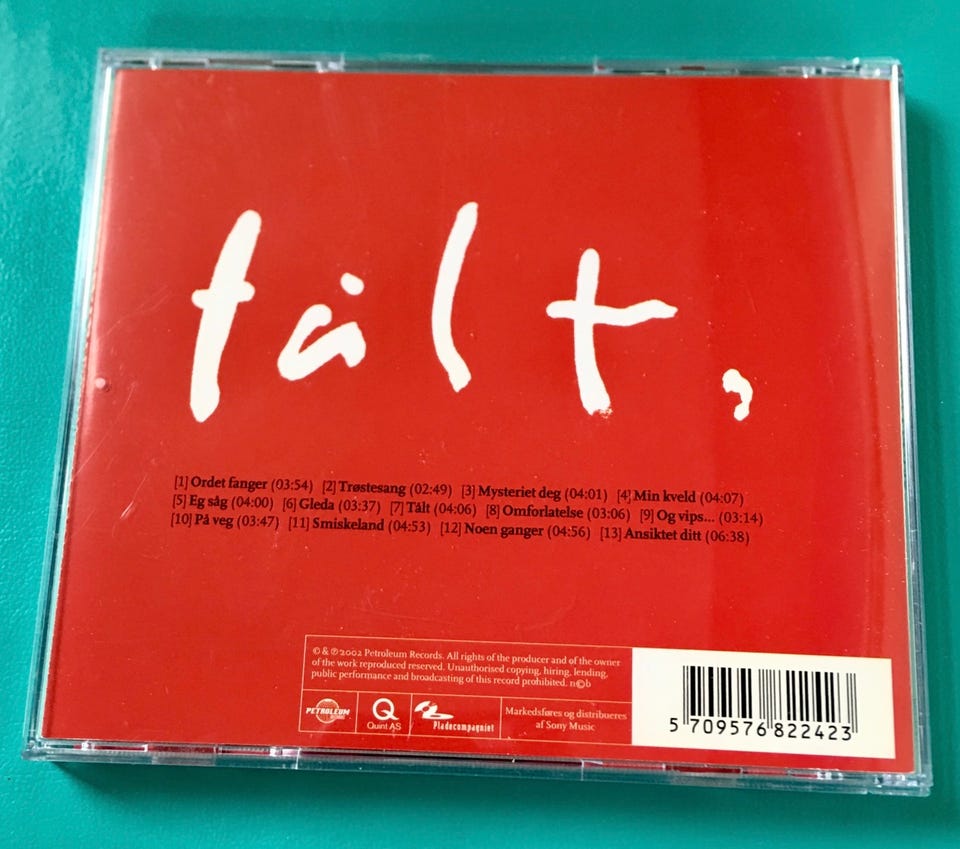 tålt,
[1] Ordet fanger (03:54) [2] Trøstesang (02:49) [3] Mysteriet deg (04:01) [4] Min kveld (04:07)
[5] Eg såg (04:00) [6] Gleda (03:37) [7] Tålt (04:06) [8] Omforlatelse (03:06) [9] Og vips... (03:14)
[10] På veg (03:47) [11] Smiskeland (04:53) [12] Noen ganger (04:56) [13] Ansiktet ditt (06:38)
© & ℗ 2002 Petroleum Records. All rights of the producer and of the owner
of the work reproduced reserved. Unauthorised copying, hiring, lending,
public performance and broadcasting of this record prohibited. n©b
PETROLEUM
RECORDS
Q
Quint AS
Pladecompagniet
Markedsføres og distribueres
af Sony Music
5 709576 822423